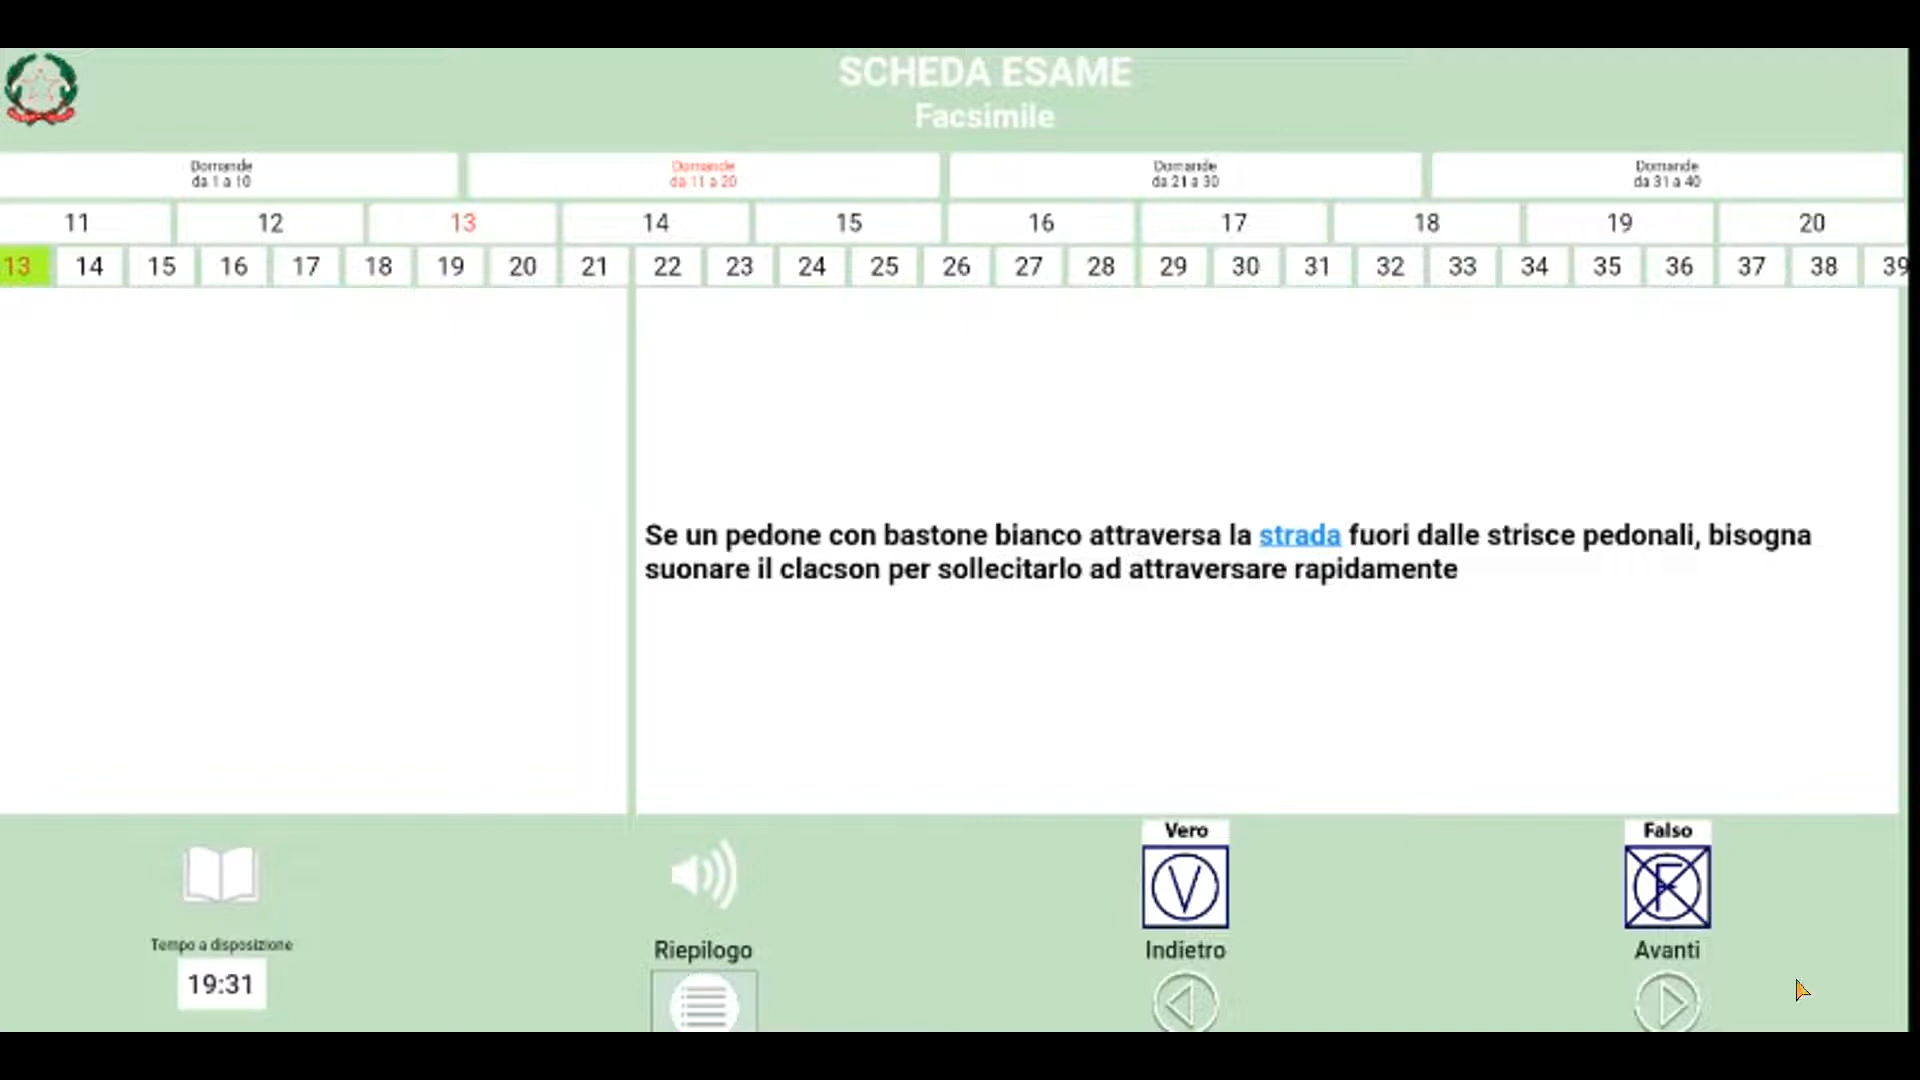 SCHEDA ESAME
Facsimile
Domande
da 1 a 10
Domande
da 11 a 20
Domande
da 21 a 30
Domande
da 31 a 40
11 12 13 14 15 16 17 18 19 20
13 14 15 16 17 18 19 20 21 22 23 24 25 26 27 28 29 30 31 32 33 34 35 36 37 38 39
Se un pedone con bastone bianco attraversa la strada fuori dalle strisce pedonali, bisogna
suonare il clacson per sollecitarlo ad attraversare rapidamente
Vero
V
Falso
F
Tempo a disposizione
19:31
Riepilogo
Indietro
Avanti